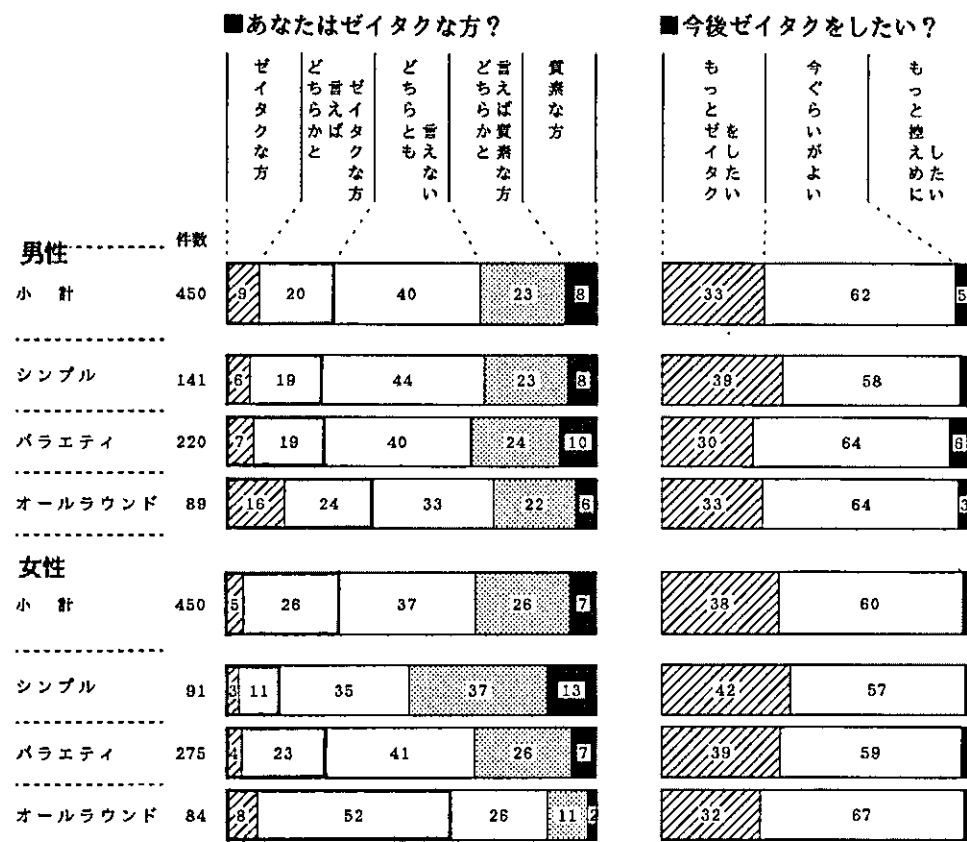 ■あなたはゼイタクな方？
■今後ゼイタクをしたい？
ゼイタクな方
どちらかと言えばゼイタクな方
どちらとも言えない
どちらかと言えば質素な方
質素な方
もっとゼイタクをしたい
今ぐらいがよい
もっと控えめにしたい
件数
男性
小計 450 9 20 40 23 8 33 62 5
シンプル 141 6 19 44 23 8 39 58
バラエティ 220 7 19 40 24 10 30 64 6
オールラウンド 89 16 24 33 22 6 33 64 3
女性
小計 450 5 26 37 26 7 38 60
シンプル 91 3 11 35 37 13 42 57
バラエティ 275 4 23 41 26 7 39 59
オールラウンド 84 8 52 26 11 2 32 67